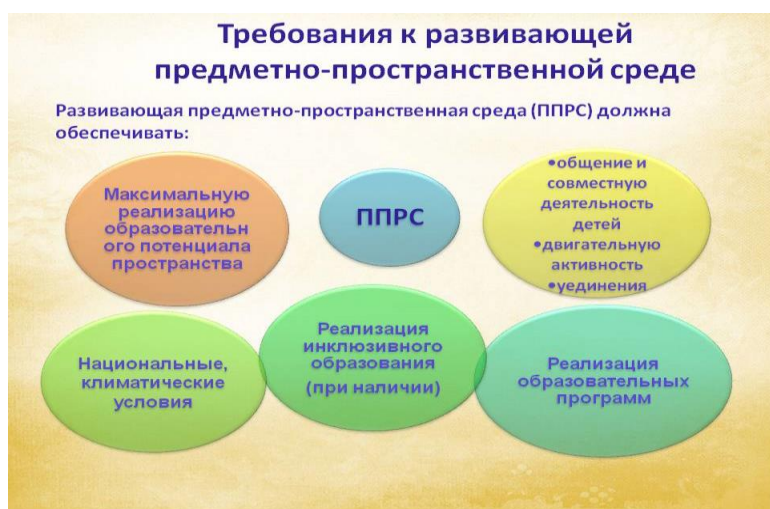 Требования к развивающей
предметно-пространственной среде
Развивающая предметно-пространственная среда (ППРС) должна
обеспечивать:
Максимальную
реализацию
образовательн
ого потенциала
пространства
ППРС
•общение и
совместную
деятельность
детей
•двигательную
активность
•уединения
Национальные,
климатические
условия
Реализация
инклюзивного
образования
(при наличии)
Реализация
образовательных
программ